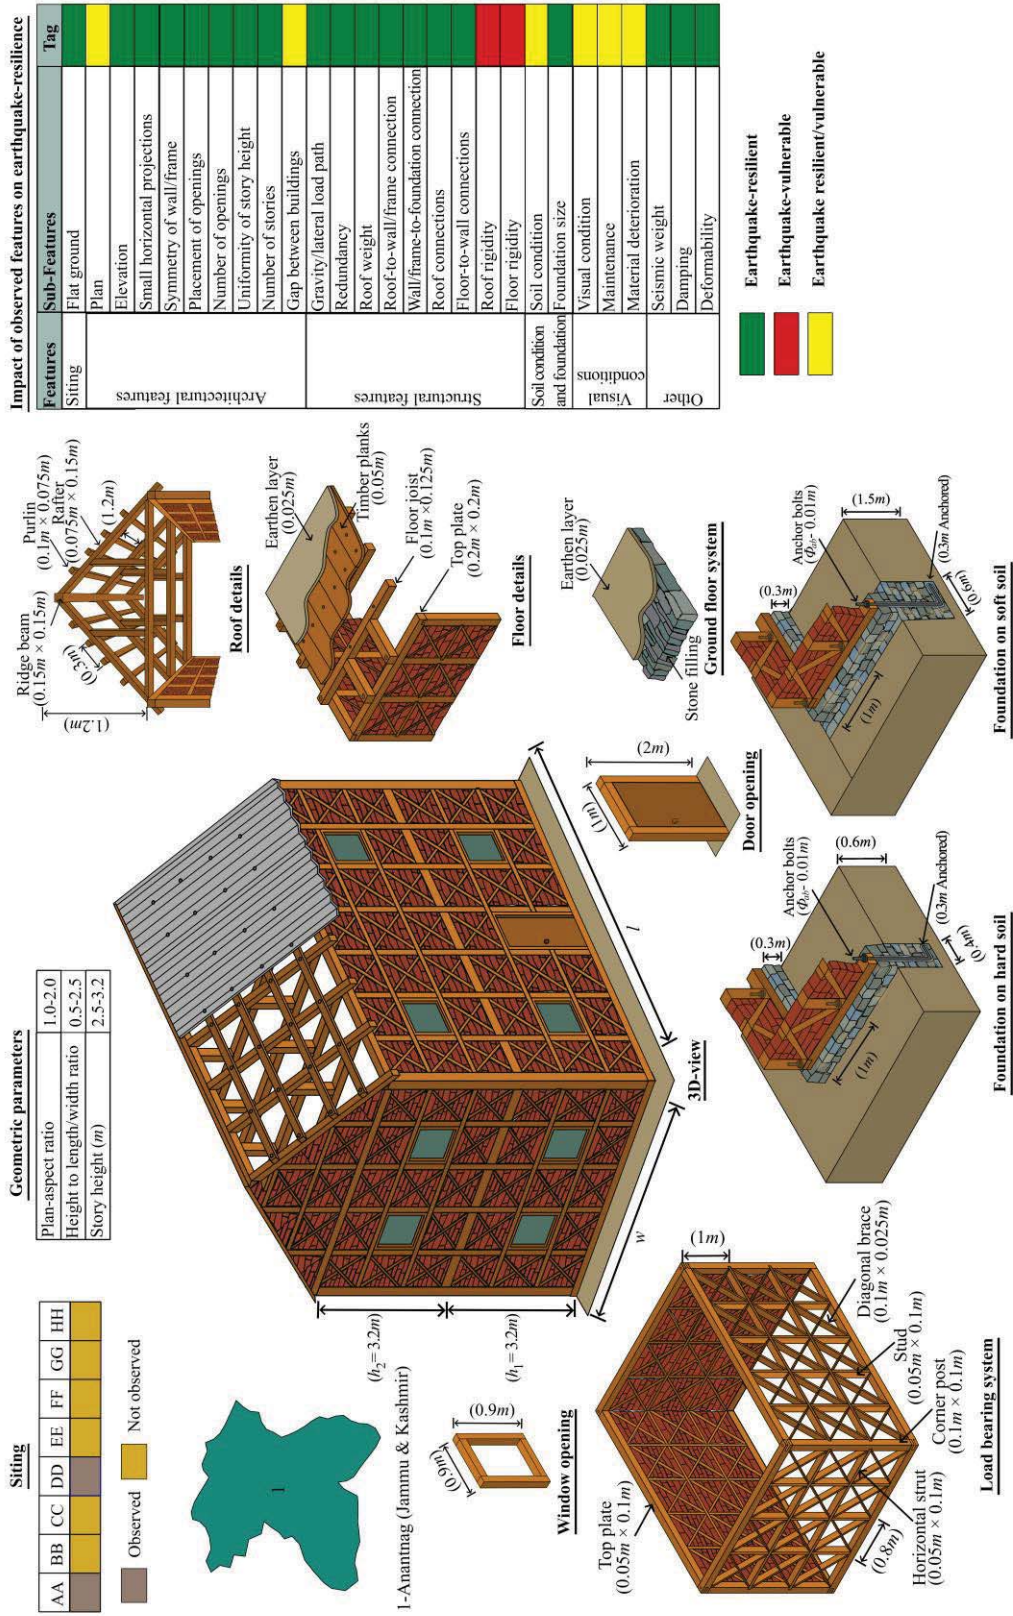 Siting
AA BB CC DD EE FF GG HH
Observed
Not observed
1
1-Anantnag (Jammu & Kashmir)
Geometric parameters
Plan-aspect ratio 1.0-2.0
Height to length/width ratio 0.5-2.5
Story height (m) 2.5-3.2
(h₂= 3.2m)
(h₁= 3.2m)
w
l
3D-view
Window opening
(0.9m)
(0.9m)
Door opening
(1m)
(2m)
Load bearing system
Top plate
(0.05m × 0.1m)
(1m)
Diagonal brace
(0.1m × 0.025m)
Stud
(0.05m × 0.1m)
Corner post
(0.1m × 0.1m)
Horizontal strut
(0.05m × 0.1m)
(0.8m)
Roof details
Ridge beam
(0.15m × 0.15m)
Purlin
(0.1m × 0.075m)
Rafter
(0.075m × 0.15m)
(1.2m)
(0.3m)
(1.2m)
Floor details
Earthen layer
(0.025m)
Timber planks
(0.05m)
Floor joist
(0.1m × 0.125m)
Top plate
(0.2m × 0.2m)
Ground floor system
Earthen layer
(0.025m)
Stone filling
Foundation on hard soil
(0.3m)
Anchor bolts
(Φab- 0.01m)
(0.6m)
(1m)
(0.3m Anchored)
(0.4m)
Foundation on soft soil
(0.3m)
Anchor bolts
(Φab- 0.01m)
(1.5m)
(1m)
(0.3m Anchored)
(0.6m)
Impact of observed features on earthquake-resilience
Features Sub-Features Tag
Siting Flat ground
Architectural features Plan
Elevation
Small horizontal projections
Symmetry of wall/frame
Placement of openings
Number of openings
Uniformity of story height
Number of stories
Gap between buildings
Structural features Gravity/lateral load path
Redundancy
Roof weight
Roof-to-wall/frame connection
Wall/frame-to-foundation connection
Roof connections
Floor-to-wall connections
Roof rigidity
Floor rigidity
Soil condition and foundation Soil condition
Foundation size
Visual conditions Visual condition
Maintenance
Material deterioration
Other Seismic weight
Damping
Deformability
Earthquake-resilient
Earthquake-vulnerable
Earthquake resilient/vulnerable